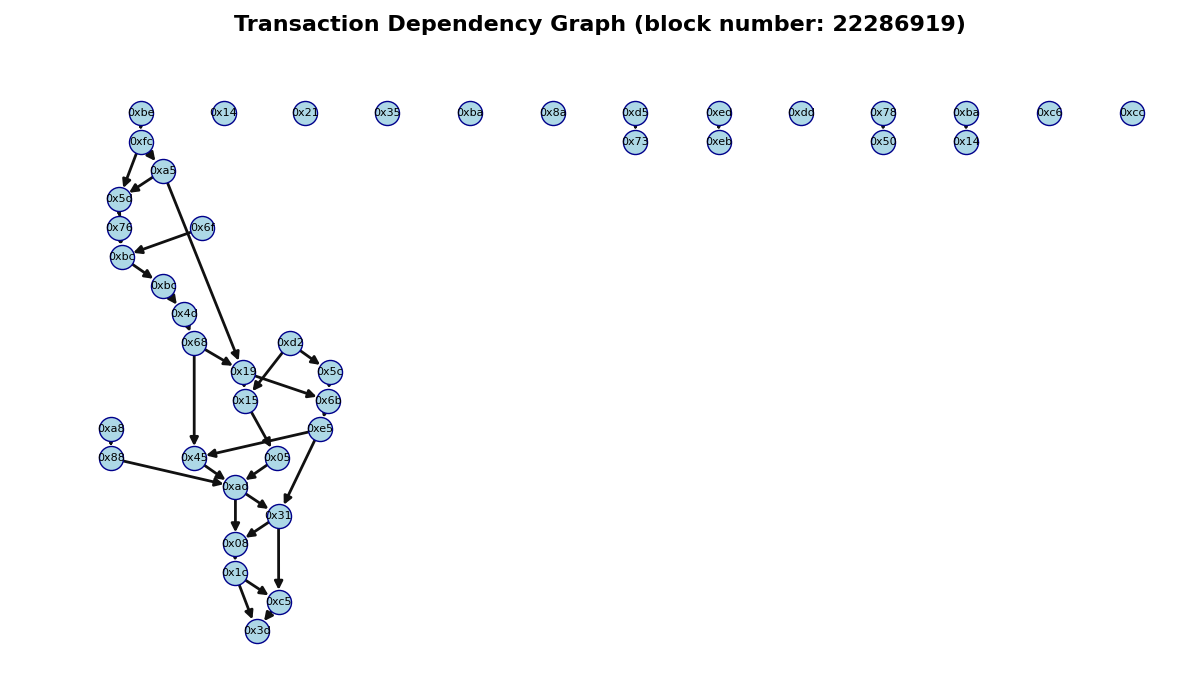 Transaction Dependency Graph (block number: 22286919)
0xbe 0x14 0x21 0x35 0xba 0x8a 0xd5 0xed 0xdd 0x78 0xba 0xc6 0xcc
0xfc 0x73 0xeb 0x50 0x14
0xa5
0x5d
0x76 0x6f
0xbc
0xbc
0x4d
0x68 0xd2
0x19 0x5c
0x15 0x6b
0xa8 0xe5
0x88 0x45 0x05
0xac
0x31
0x08
0x1c
0xc5
0x3d